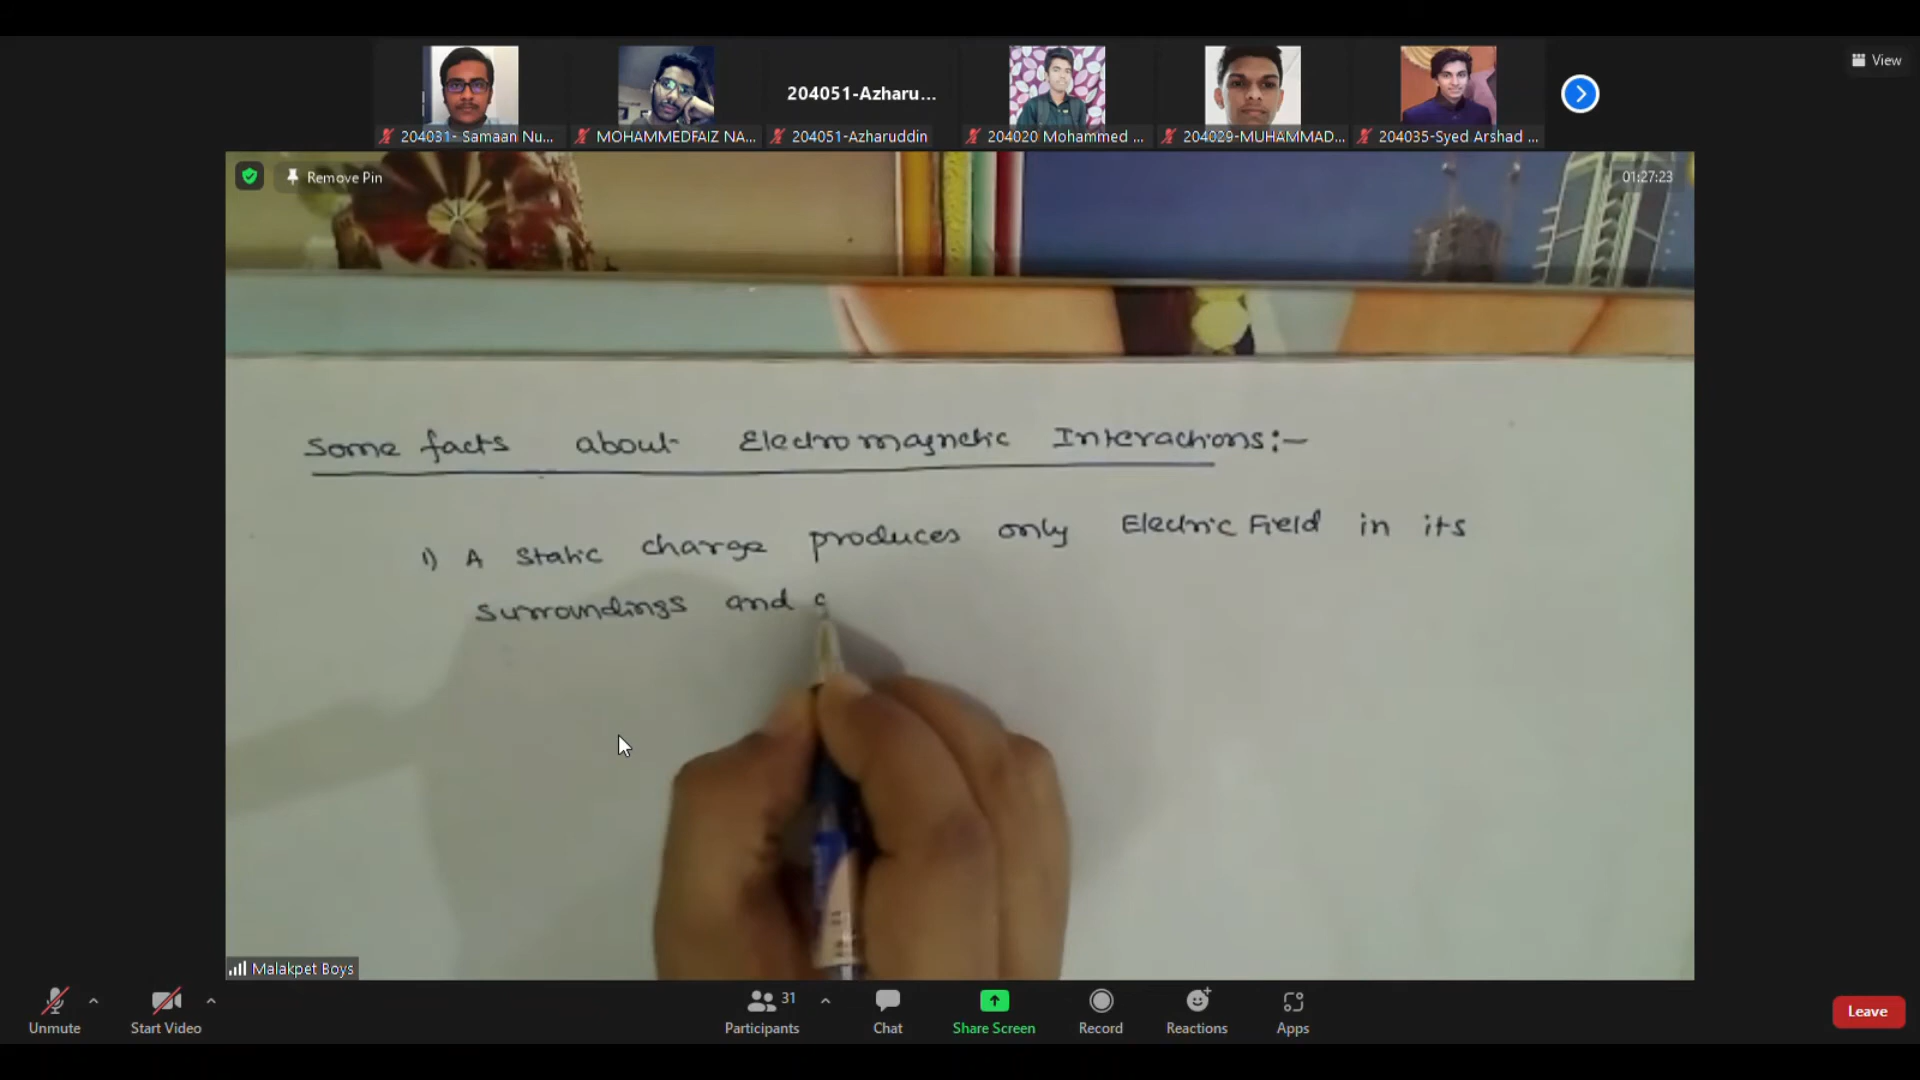 View
204051-Azharu...
204031- Samaan Nu...
MOHAMMEDFAIZ NA...
204051-Azharuddin
204020 Mohammed ...
204029-MUHAMMAD...
204035-Syed Arshad ...
Remove Pin
01:27:23
Some facts about Electromagnetic Interactions:-
1) A static charge produces only Electric Field in its
surroundings and
Malakpet Boys
Unmute
Start Video
Participants 31
Chat
Share Screen
Record
Reactions
Apps
Leave